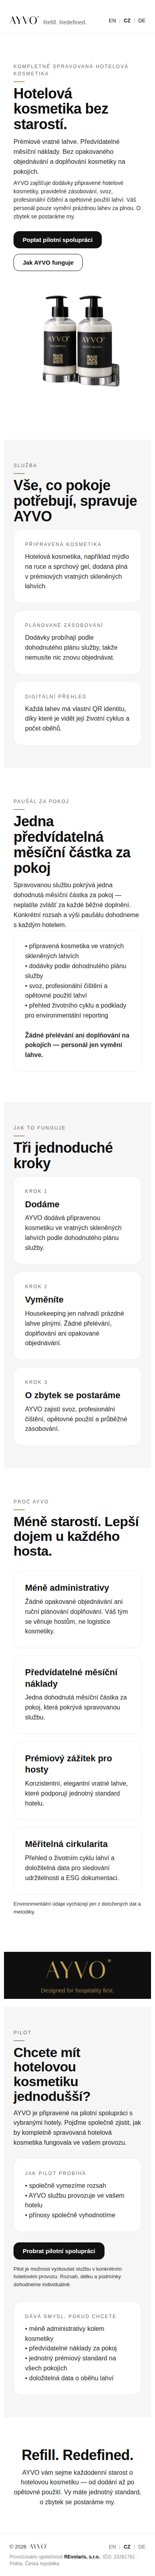 AYVO® Refill. Redefined.
EN | CZ | DE
KOMPLETNĚ SPRAVOVANÁ HOTELOVÁ
KOSMETIKA
Hotelová
kosmetika bez
starostí.
Prémiové vratné lahve. Předvídatelné
měsíční náklady. Bez opakovaného
objednávání a doplňování kosmetiky na
pokojích.
AYVO zajišťuje dodávky připravené hotelové
kosmetiky, pravidelné zásobování, svoz,
profesionální čištění a opětovné použití lahví. Váš
personál pouze vymění prázdnou lahev za plnou. O
zbytek se postaráme my.
Poptat pilotní spolupráci
Jak AYVO funguje
AYVO
AYVO
SLUŽBA
Vše, co pokoje
potřebují, spravuje
AYVO
PŘIPRAVENÁ KOSMETIKA
Hotelová kosmetika, například mýdlo
na ruce a sprchový gel, dodaná plná
v prémiových vratných skleněných
lahvích.
PLÁNOVANÉ ZÁSOBOVÁNÍ
Dodávky probíhají podle
dohodnutého plánu služby, takže
nemusíte nic znovu objednávat.
DIGITÁLNÍ PŘEHLED
Každá lahev má vlastní QR identitu,
díky které je vidět její životní cyklus a
počet oběhů.
PAUŠÁL ZA POKOJ
Jedna
předvídatelná
měsíční částka za
pokoj
Spravovanou službu pokrývá jedna
dohodnutá měsíční částka za pokoj —
neplatíte zvlášť za každé běžné doplnění.
Konkrétní rozsah a výši paušálu dohodneme
s každým hotelem.
• připravená kosmetika ve vratných
skleněných lahvích
• dodávky podle dohodnutého plánu
služby
• svoz, profesionální čištění a
opětovné použití lahví
• přehled životního cyklu a podklady
pro environmentální reporting
Žádné přelévání ani doplňování na
pokojích — personál jen vymění
lahve.
JAK TO FUNGUJE
Tři jednoduché
kroky
KROK 1
Dodáme
AYVO dodává připravenou
kosmetiku ve vratných skleněných
lahvích podle dohodnutého plánu
služby.
KROK 2
Vyměníte
Housekeeping jen nahradí prázdné
lahve plnými. Žádné přelévání,
doplňování ani opakované
objednávání.
KROK 3
O zbytek se postaráme
AYVO zajistí svoz, profesionální
čištění, opětovné použití a průběžné
zásobování.
PROČ AYVO
Méně starostí. Lepší
dojem u každého
hosta.
Méně administrativy
Žádné opakované objednávání ani
ruční plánování doplňování. Váš tým
se věnuje hostům, ne logistice
kosmetiky.
Předvídatelné měsíční
náklady
Jedna dohodnutá měsíční částka za
pokoj, která pokrývá spravovanou
službu.
Prémiový zážitek pro
hosty
Konzistentní, elegantní vratné lahve,
které podporují jednotný standard
hotelu.
Měřitelná cirkularita
Přehled o životním cyklu lahví a
doložitelná data pro sledování
udržitelnosti a ESG dokumentaci.
Environmentální údaje vycházejí jen z doložených dat a
metodiky.
AYVO®
Designed for hospitality first.
PILOT
Chcete mít
hotelovou
kosmetiku
jednodušší?
AYVO je připravené na pilotní spolupráci s
vybranými hotely. Pojďme společně zjistit, jak
by kompletně spravovaná hotelová
kosmetika fungovala ve vašem provozu.
JAK PILOT PROBÍHÁ
• společně vymezíme rozsah
• AYVO službu provozuje ve vašem
hotelu
• přínosy společně vyhodnotíme
Probrat pilotní spolupráci
Pilot je možnost vyzkoušet službu v konkrétním
hotelovém provozu. Rozsah, délku a podmínky
dohodneme individuálně.
DÁVÁ SMYSL, POKUD CHCETE
• méně administrativy kolem
kosmetiky
• předvídatelné náklady za pokoj
• jednotný prémiový standard na
všech pokojích
• doložitelná data o oběhu lahví
Refill. Redefined.
AYVO vám sejme každodenní starost o
hotelovou kosmetiku — od dodání až po
opětovné využití. Vy máte jednotný standard,
o zbytek se postaráme my.
© 2026 AYVO®
EN | CZ | DE
Provozováno společností REvolaris, s.r.o.
Praha, Česká republika